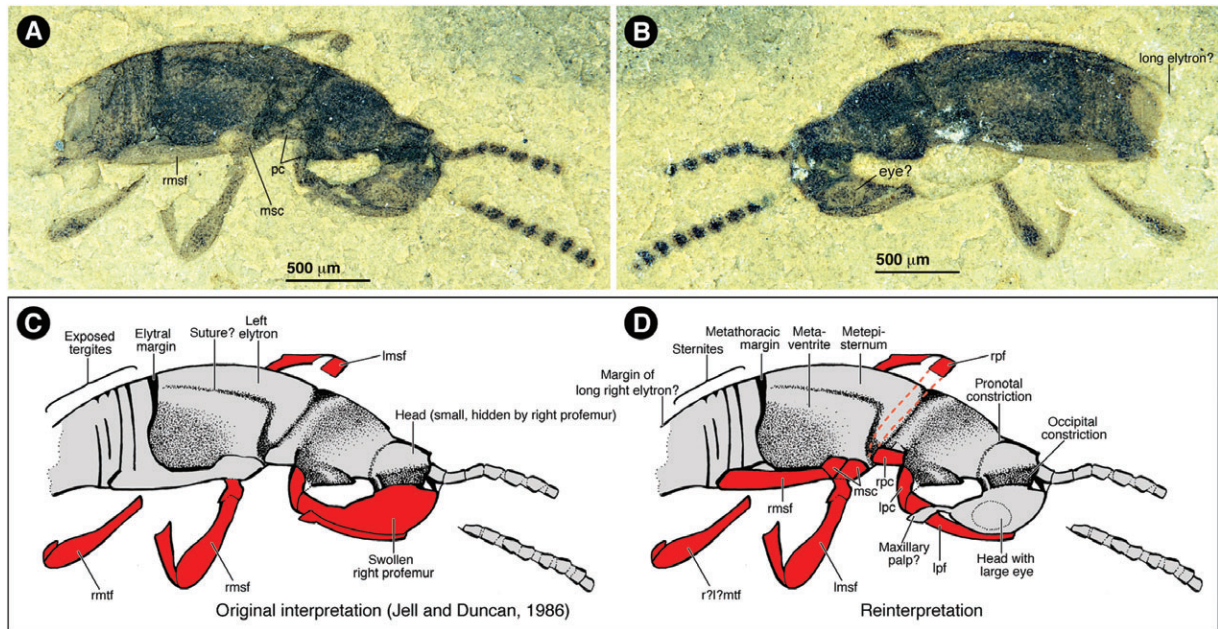 A
rmsf
msc
pc
500 μm
B
long elytron?
eye?
500 μm
C
Exposed
tergites
Elytral
margin
Suture?
Left
elytron
lmsf
Head (small, hidden by right profemur)
Swollen
right profemur
rmtf
rmsf
Original interpretation (Jell and Duncan, 1986)
D
Sternites
Metathoracic
margin
Meta-
ventrite
Metepi-
sternum
rpf
Margin of
long right elytron?
Pronotal
constriction
Occipital
constriction
rmsf
msc
rpc
lpc
Maxillary
palp?
lpf
Head with
large eye
r?l?mtf
lmsf
Reinterpretation